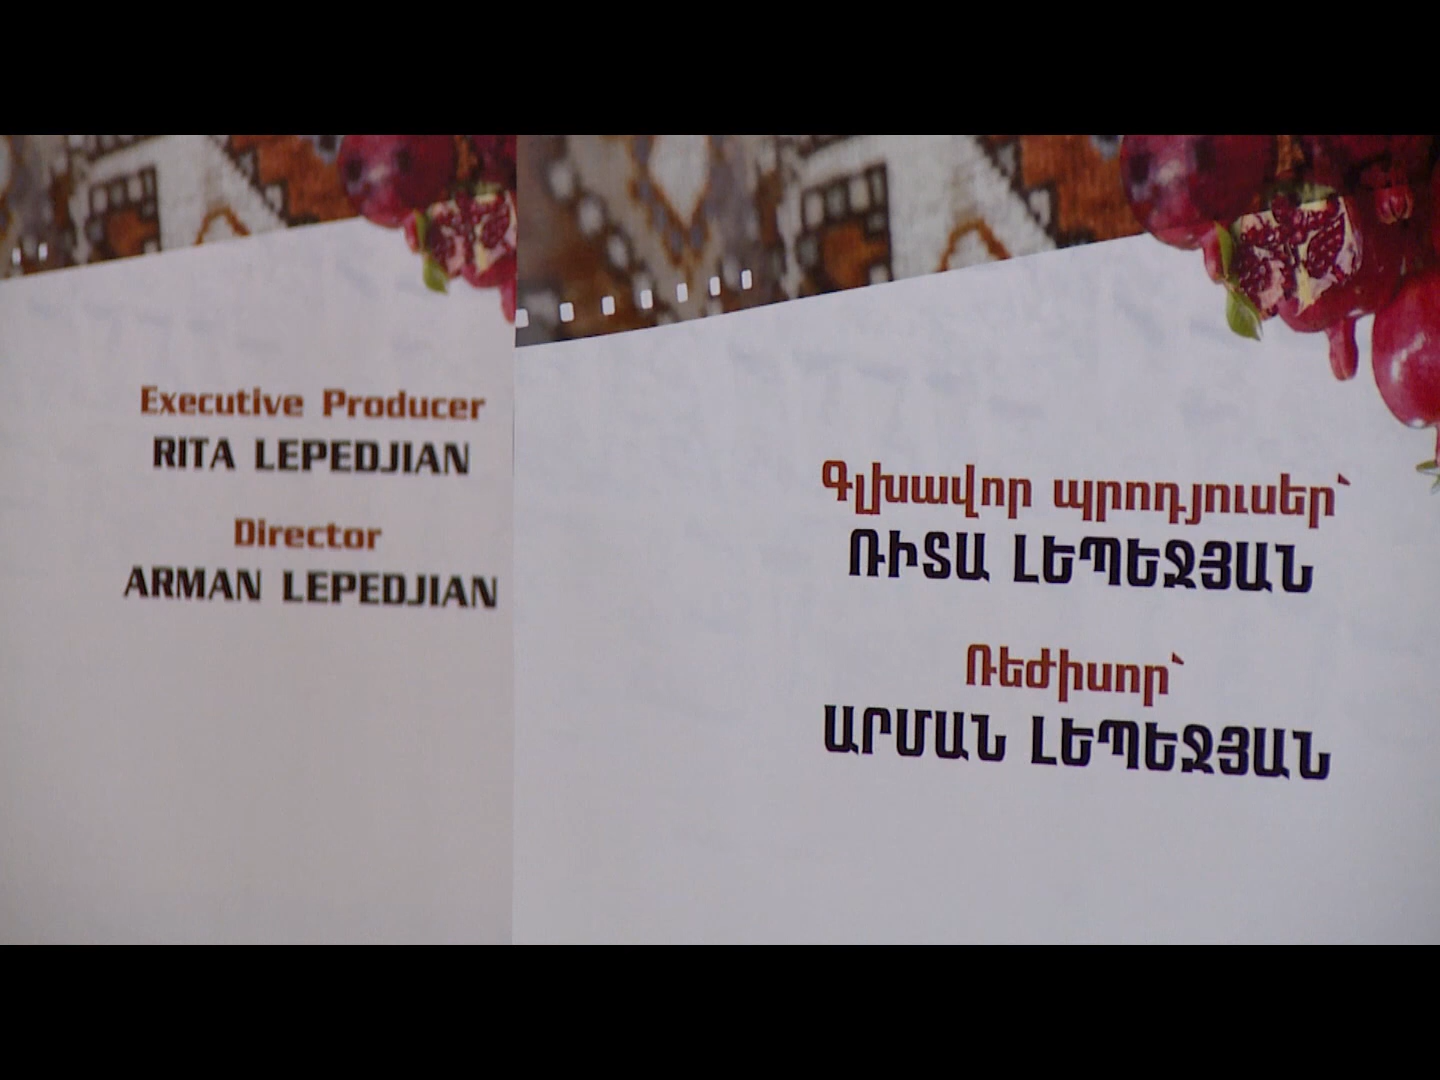 Executive Producer
RITA LEPEDJIAN
Director
ARMAN LEPEDJIAN
Գլխավոր պրոդյուսեր՝
ՌԻՏԱ ԼԵՊԵՋՅԱՆ
Ռեժիսոր՝
ԱՐՄԱՆ ԼԵՊԵՋՅԱՆ